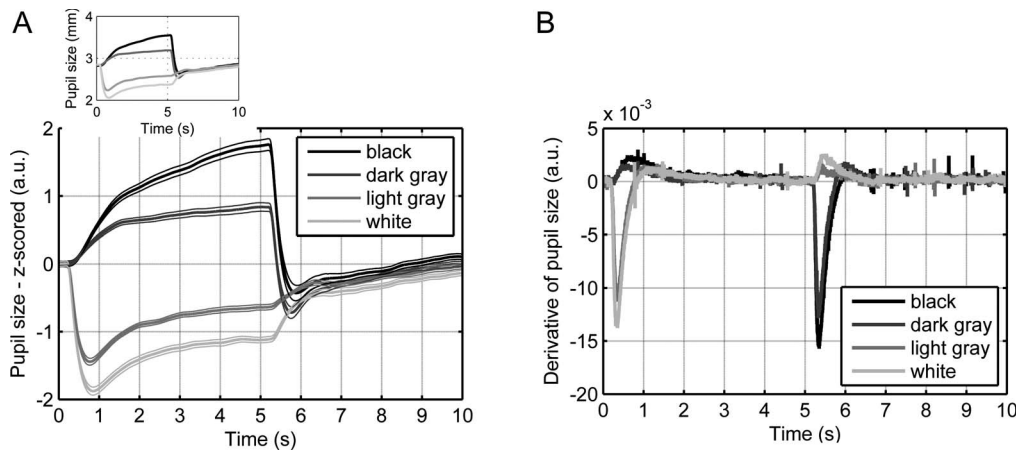 A
Pupil size (mm)
4
3
2
0
5
10
Time (s)
Pupil size - z-scored (a.u.)
2
1
0
-1
-2
black
dark gray
light gray
white
0 1 2 3 4 5 6 7 8 9 10
Time (s)
B
x 10⁻³
Derivative of pupil size (a.u.)
5
0
-5
-10
-15
-20
black
dark gray
light gray
white
0 1 2 3 4 5 6 7 8 9 10
Time (s)